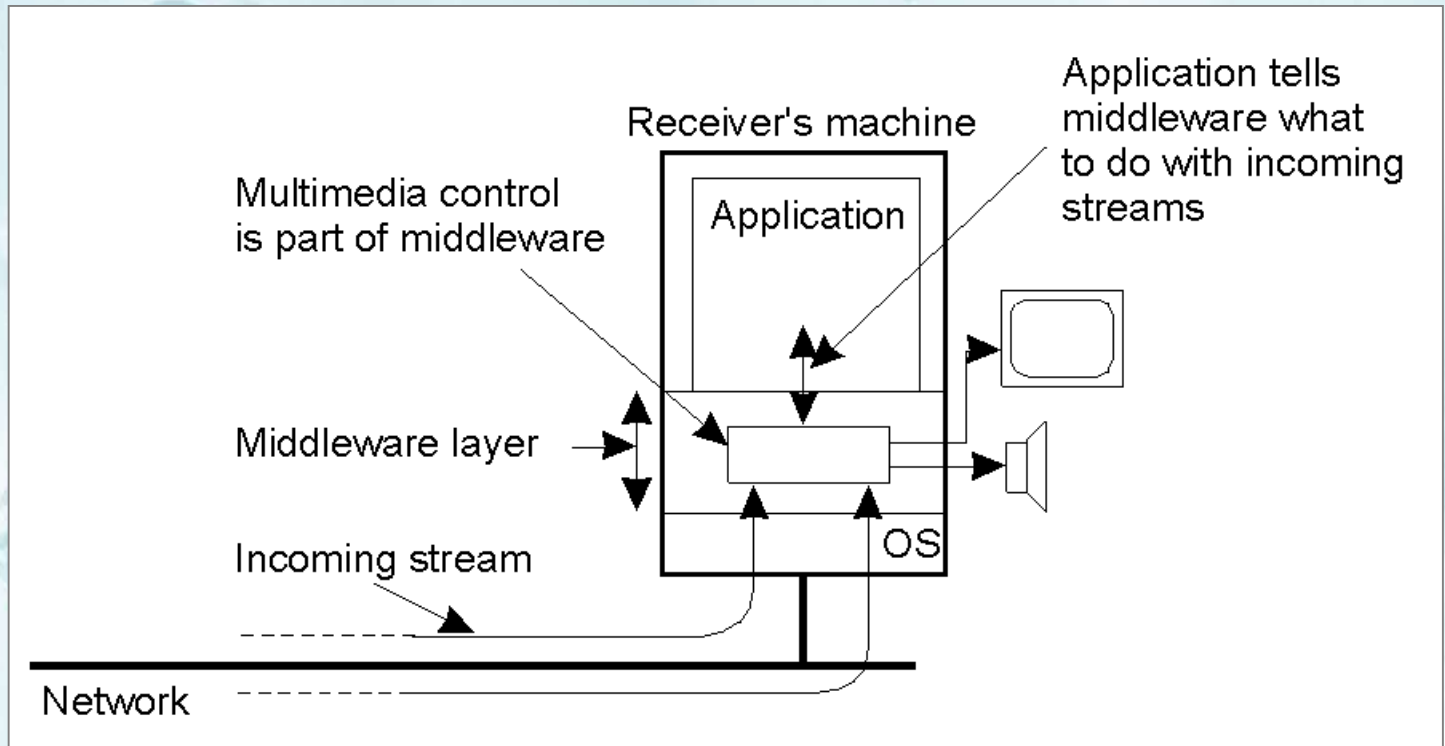 Application tells
middleware what
to do with incoming
streams
Receiver's machine
Multimedia control
is part of middleware
Application
Middleware layer
OS
Incoming stream
Network